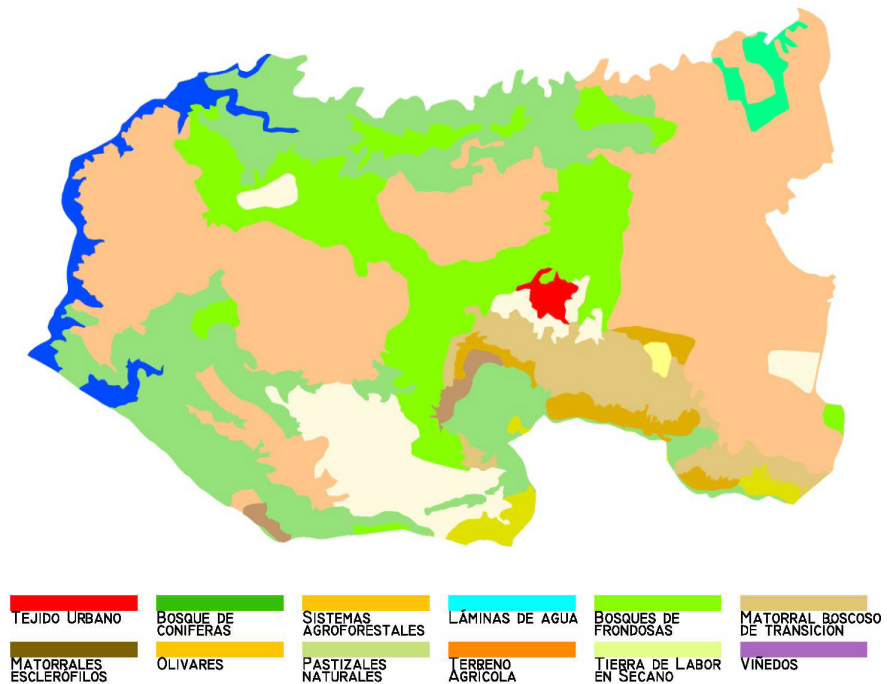 Tejido Urbano
Bosque de
coniferas
Sistemas
agroforestales
Láminas de agua
Bosques de
frondosas
Matorral boscoso
de transición
Matorrales
esclerófilos
Olivares
Pastizales
naturales
Terreno
Agrícola
Tierra de Labor
en Secano
Viñedos